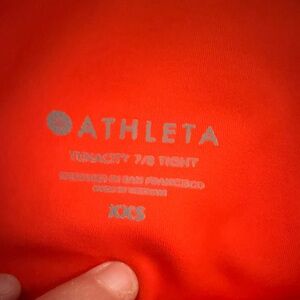 ATHLETA
7/8 TIGHT
DESIGNED IN SAN FRANCISCO
XXS